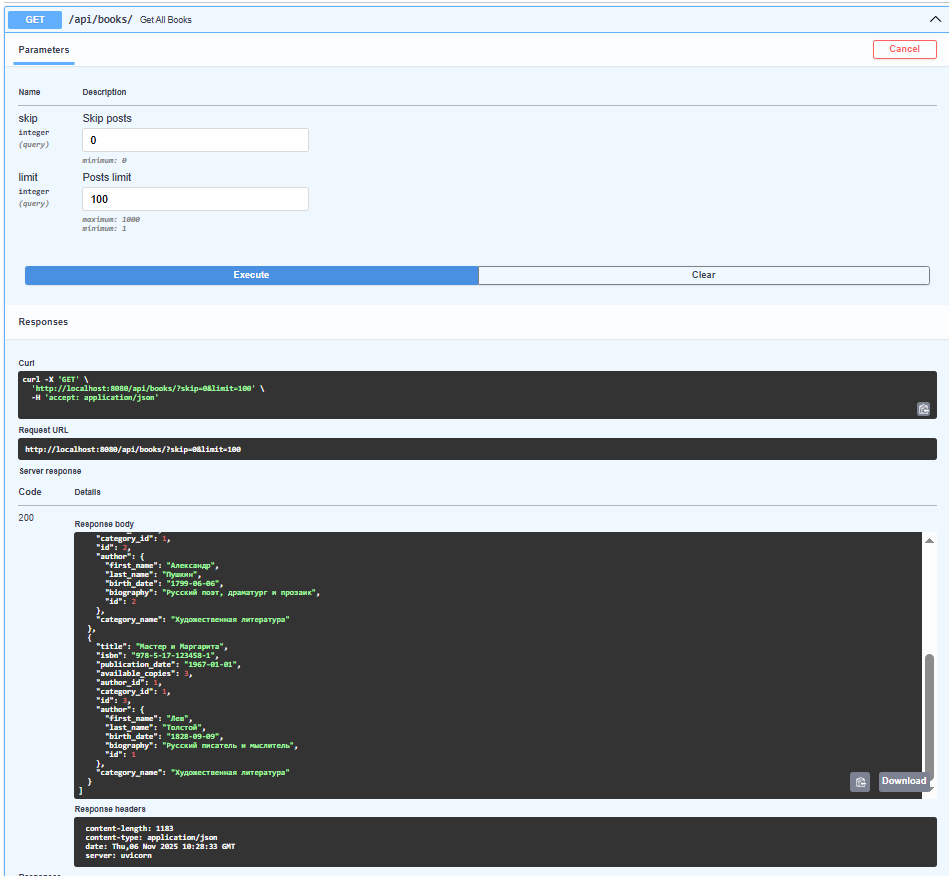 GET /api/books/ Get All Books
Parameters
Cancel
Name Description
skip Skip posts
integer
(query)
0
minimum: 0
limit Posts limit
integer
(query)
100
maximum: 1000
minimum: 1
Execute Clear
Responses
Curl
curl -X 'GET' \
'http://localhost:8080/api/books/?skip=0&limit=100' \
-H 'accept: application/json'
Request URL
http://localhost:8080/api/books/?skip=0&limit=100
Server response
Code Details
200
Response body
"category_id": 1,
"id": 2,
"author": {
"first_name": "Александр",
"last_name": "Пушкин",
"birth_date": "1799-06-06",
"biography": "Русский поэт, драматург и прозаик",
"id": 2
},
"category_name": "Художественная литература"
},
{
"title": "Мастер и Маргарита",
"isbn": "978-5-17-123458-1",
"publication_date": "1967-01-01",
"available_copies": 3,
"author_id": 1,
"category_id": 1,
"id": 3,
"author": {
"first_name": "Лев",
"last_name": "Толстой",
"birth_date": "1828-09-09",
"biography": "Русский писатель и мыслитель",
"id": 1
},
"category_name": "Художественная литература"
}
]
Download
Response headers
content-length: 1183
content-type: application/json
date: Thu,06 Nov 2025 10:28:33 GMT
server: uvicorn